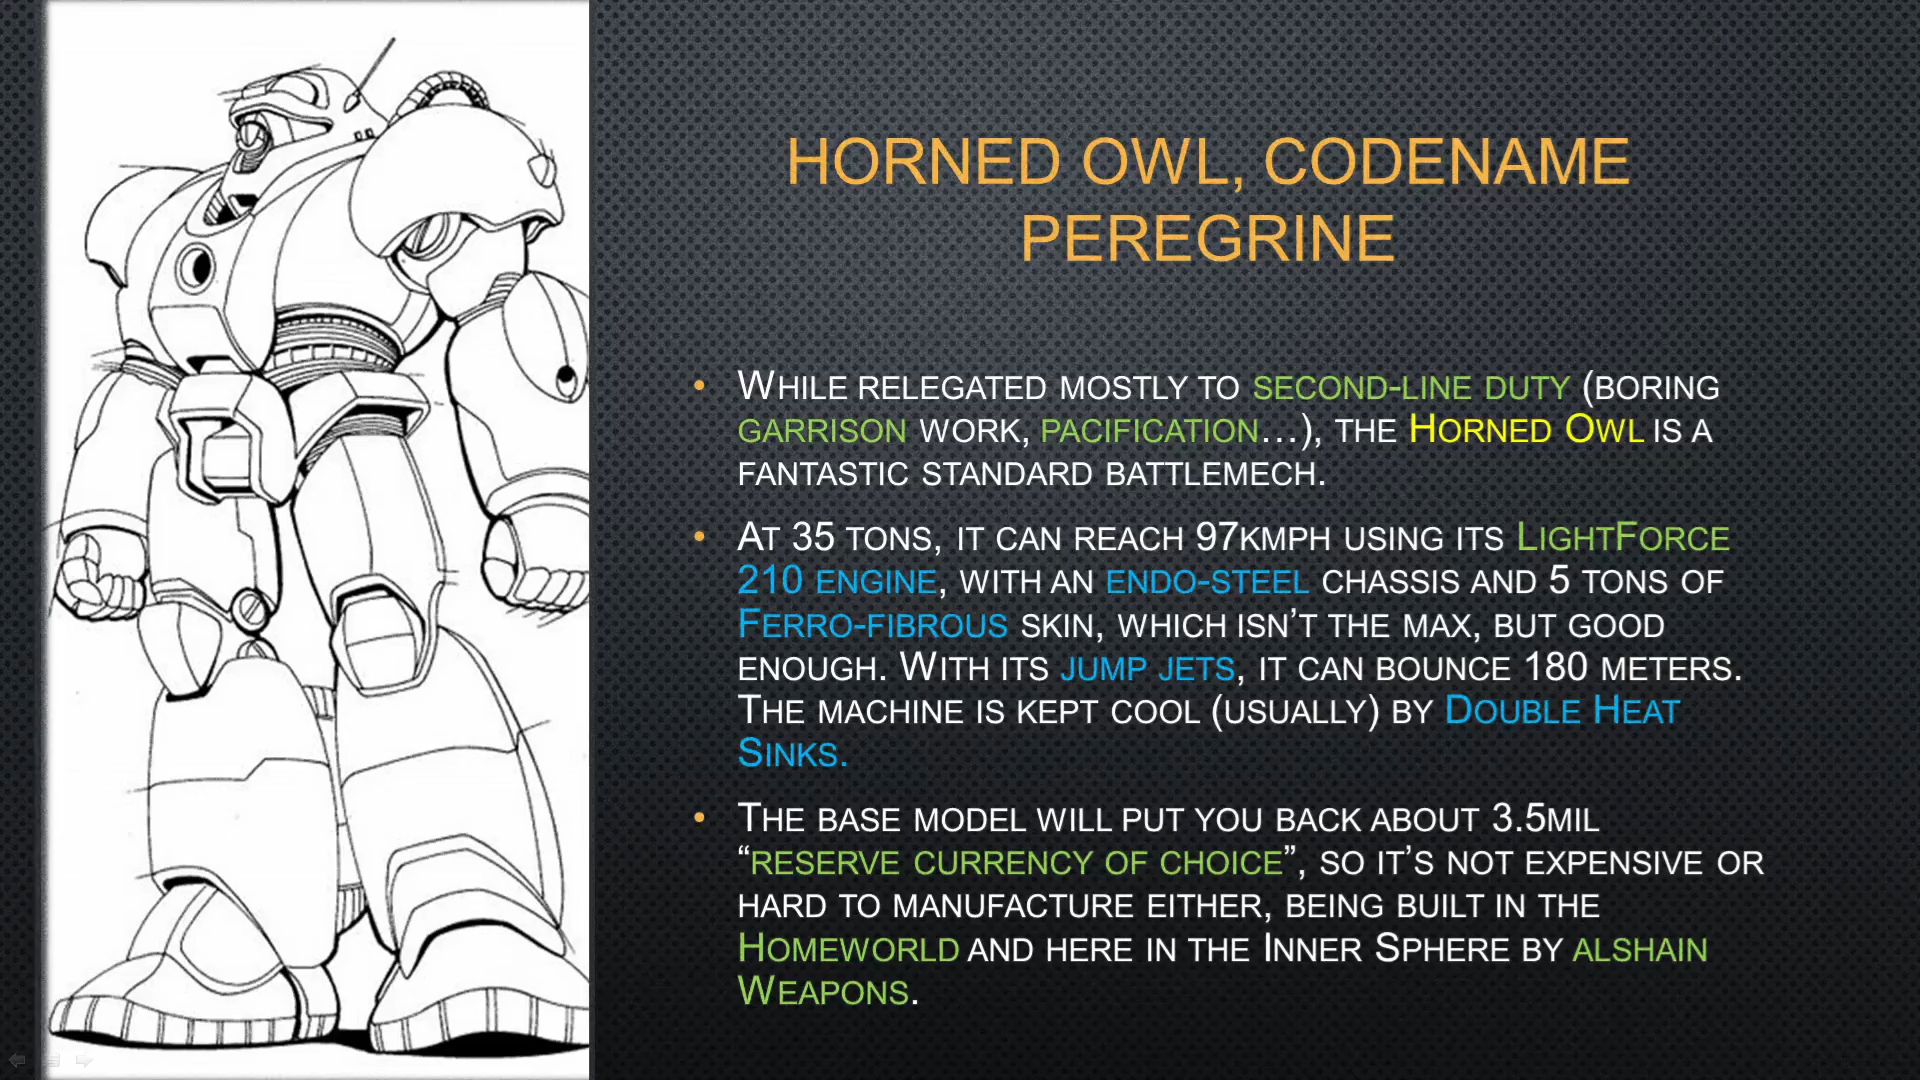 HORNED OWL, CODENAME
PEREGRINE
• WHILE RELEGATED MOSTLY TO SECOND-LINE DUTY (BORING
GARRISON WORK, PACIFICATION…), THE HORNED OWL IS A
FANTASTIC STANDARD BATTLEMECH.
• AT 35 TONS, IT CAN REACH 97KMPH USING ITS LIGHTFORCE
210 ENGINE, WITH AN ENDO-STEEL CHASSIS AND 5 TONS OF
FERRO-FIBROUS SKIN, WHICH ISN’T THE MAX, BUT GOOD
ENOUGH. WITH ITS JUMP JETS, IT CAN BOUNCE 180 METERS.
THE MACHINE IS KEPT COOL (USUALLY) BY DOUBLE HEAT
SINKS.
• THE BASE MODEL WILL PUT YOU BACK ABOUT 3.5MIL
“RESERVE CURRENCY OF CHOICE”, SO IT’S NOT EXPENSIVE OR
HARD TO MANUFACTURE EITHER, BEING BUILT IN THE
HOMEWORLD AND HERE IN THE INNER SPHERE BY ALSHAIN
WEAPONS.